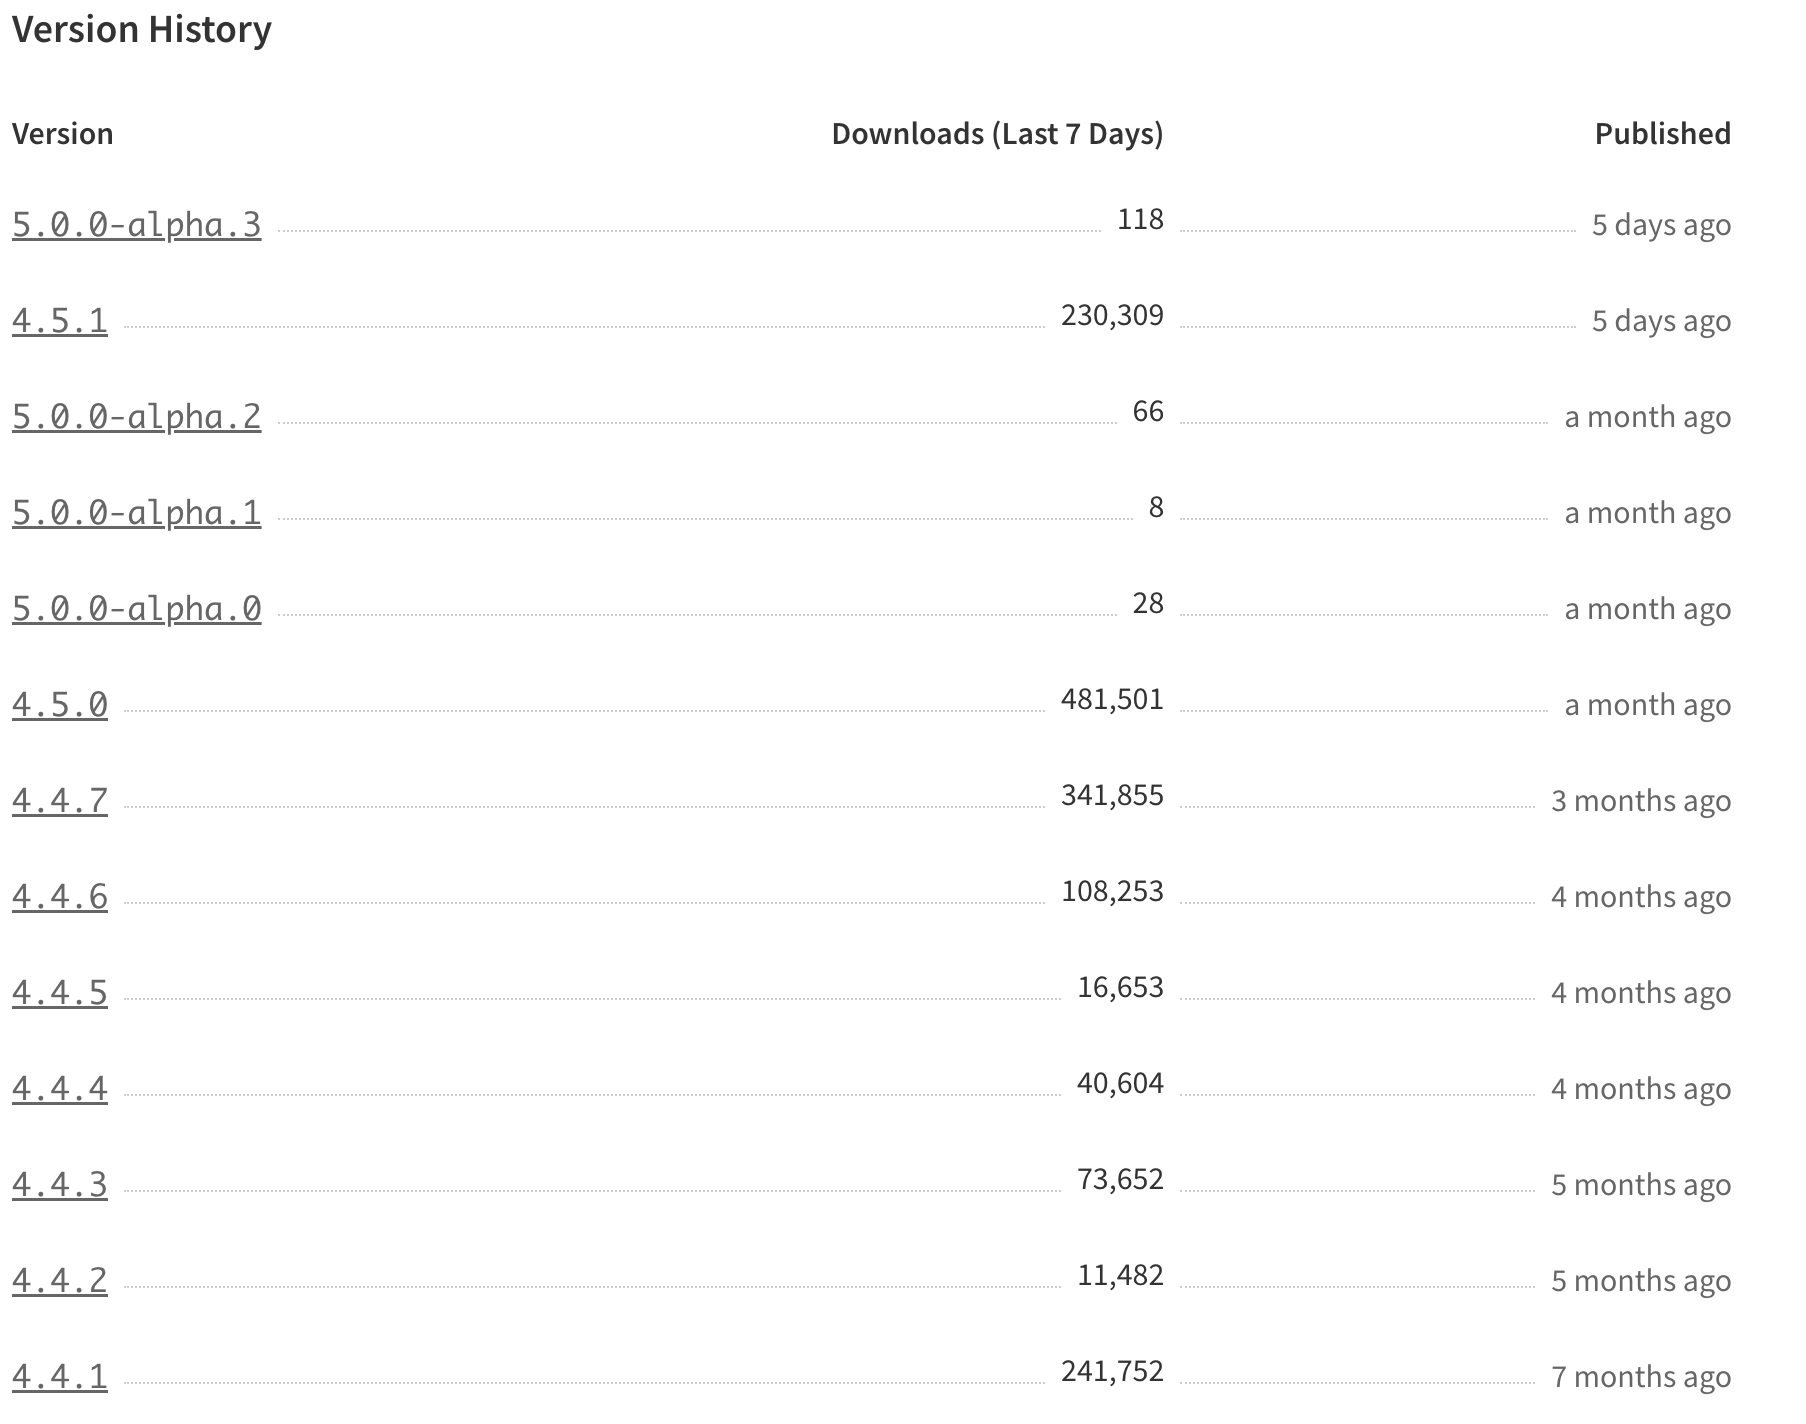 Version History
Version Downloads (Last 7 Days) Published
5.0.0-alpha.3 118 5 days ago
4.5.1 230,309 5 days ago
5.0.0-alpha.2 66 a month ago
5.0.0-alpha.1 8 a month ago
5.0.0-alpha.0 28 a month ago
4.5.0 481,501 a month ago
4.4.7 341,855 3 months ago
4.4.6 108,253 4 months ago
4.4.5 16,653 4 months ago
4.4.4 40,604 4 months ago
4.4.3 73,652 5 months ago
4.4.2 11,482 5 months ago
4.4.1 241,752 7 months ago